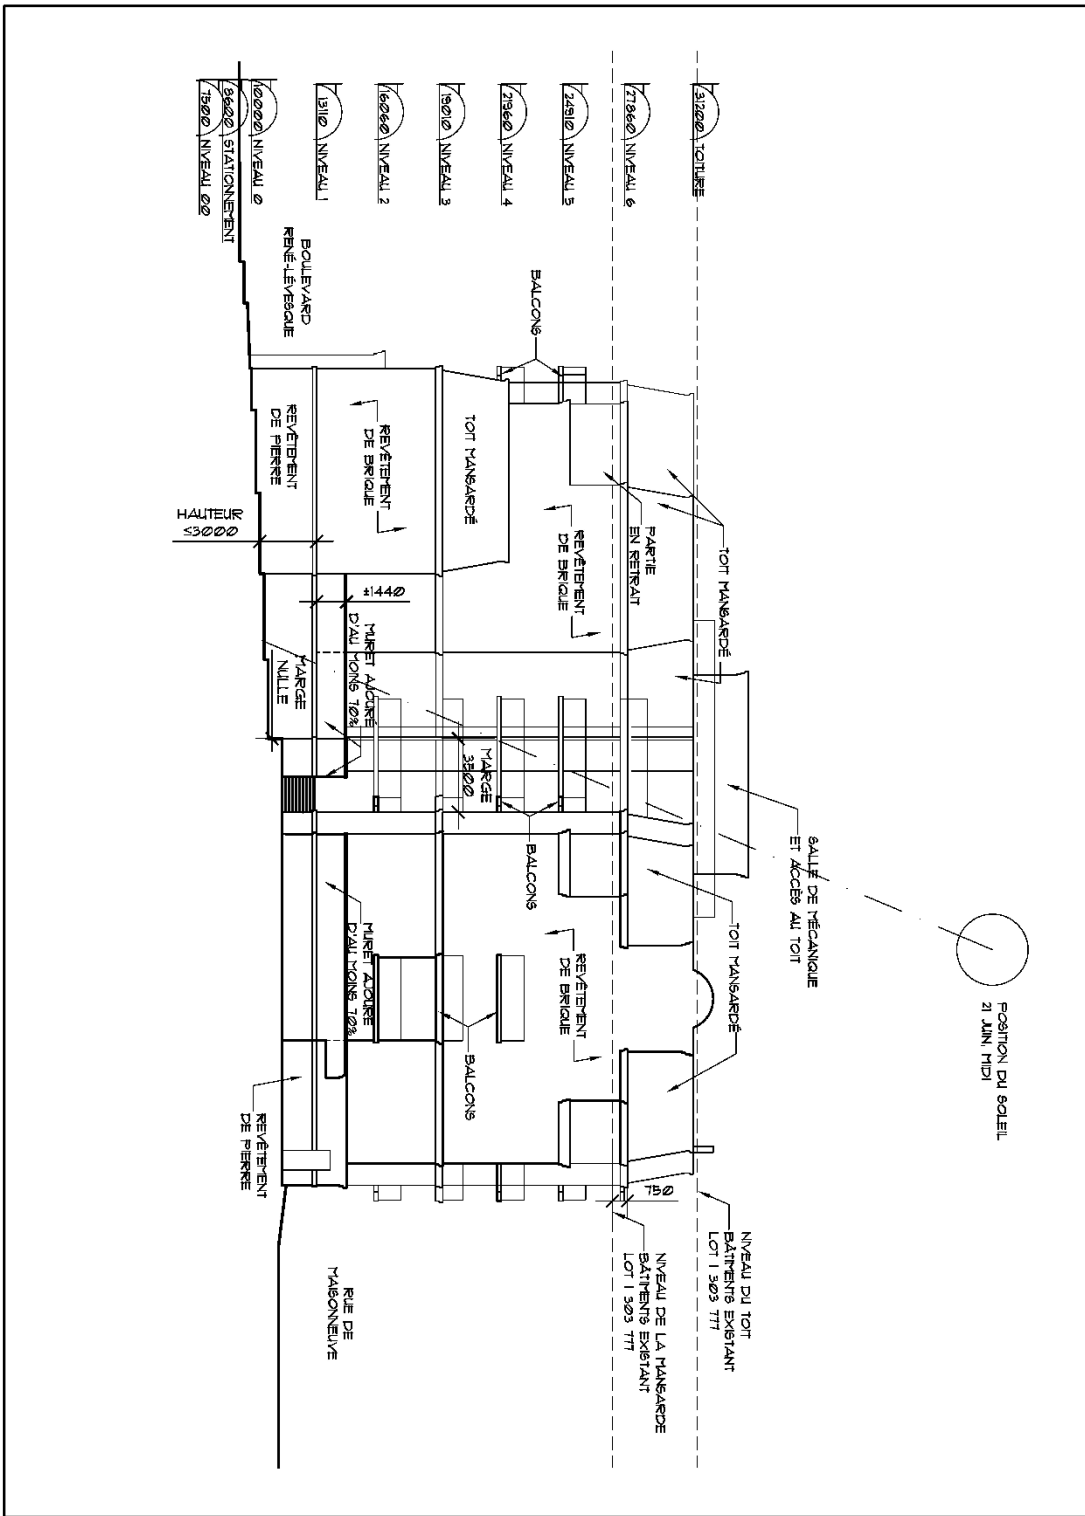 POSITION DU SOLEIL
21 JUIN, MIDI
SALLE DE MÉCANIQUE
ET ACCÈS AU TOIT
NIVEAU DU TOIT
BÂTIMENTS EXISTANT
LOT 1 303 777
TOIT MANSARDÉ
TOIT MANSARDÉ
31200 TOITURE
27860 NIVEAU 6
24910 NIVEAU 5
21960 NIVEAU 4
19010 NIVEAU 3
16060 NIVEAU 2
13110 NIVEAU 1
10000 NIVEAU 0
8600 STATIONNEMENT
7500 NIVEAU 00
PARTIE
EN RETRAIT
750
NIVEAU DE LA MANSARDE
BÂTIMENTS EXISTANT
LOT 1 303 777
REVÊTEMENT
DE BRIQUE
REVÊTEMENT
DE BRIQUE
BALCONS
BALCONS
TOIT MANSARDÉ
MARGE
3500
BALCONS
REVÊTEMENT
DE BRIQUE
±1440
MURET AJOURÉ
D'AU MOINS 70%
MURET AJOURÉ
D'AU MOINS 70%
BOULEVARD
RENÉ-LÉVESQUE
REVÊTEMENT
DE PIERRE
MARGE
NULLE
RUE DE
MAISONNEUVE
REVÊTEMENT
DE PIERRE
HAUTEUR
≤3000